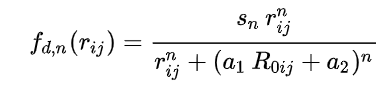 f_{d,n}(r_{ij}) = \frac{s_n r_{ij}^n}{r_{ij}^n + (a_1 R_{0ij} + a_2)^n}